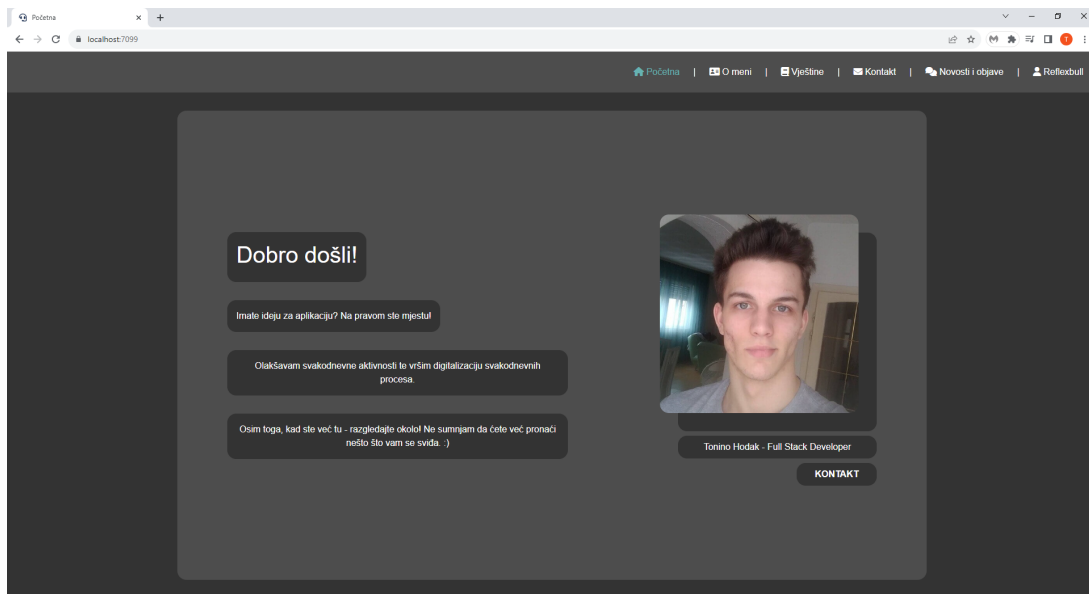 Početna
localhost:7099
T
Početna | O meni | Vještine | Kontakt | Novosti i objave | Reflexbull
Dobro došli!
Imate ideju za aplikaciju? Na pravom ste mjestu!
Olakšavam svakodnevne aktivnosti te vršim digitalizaciju svakodnevnih
procesa.
Osim toga, kad ste već tu - razgledajte okolo! Ne sumnjam da ćete već pronaći
nešto što vam se sviđa. :)
Tonino Hodak - Full Stack Developer
KONTAKT